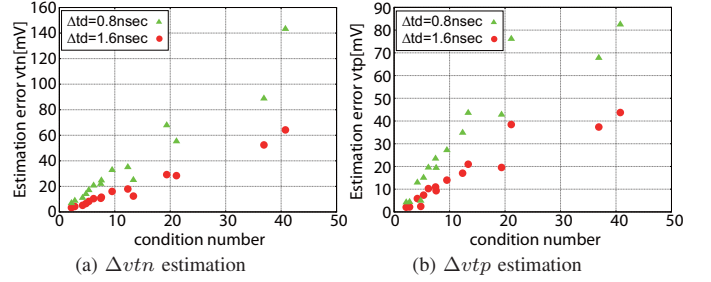 Δtd=0.8nsec
Δtd=1.6nsec
Estimation error vtn[mV]
160
140
120
100
80
60
40
20
0
0 10 20 30 40 50
condition number
(a) Δvtn estimation
Δtd=0.8nsec
Δtd=1.6nsec
Estimation error vtp[mV]
90
80
70
60
50
40
30
20
10
0
0 10 20 30 40 50
condition number
(b) Δvtp estimation